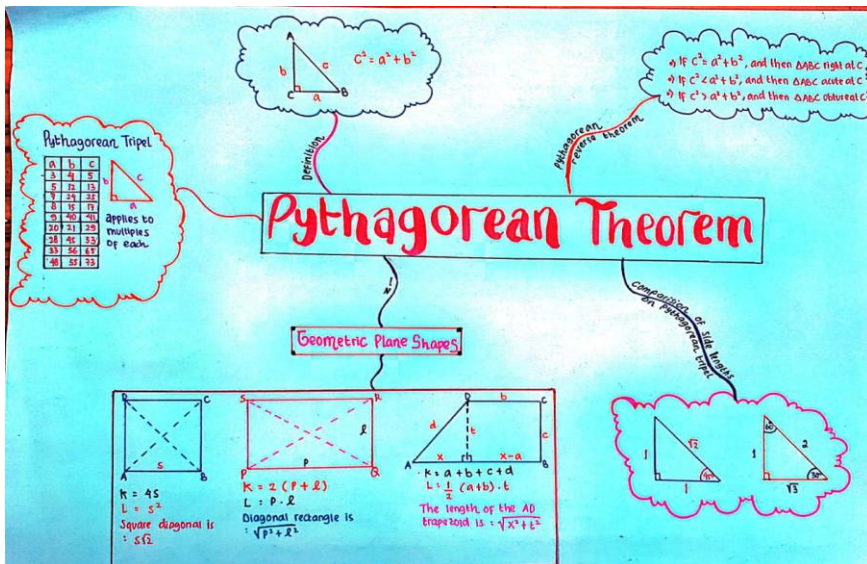 Pythagorean Theorem
Definition
A
b
c
C
a
B
C² = a² + b²
Pythagorean
reverse theorem
⇒ If C² = a² + b², and then ΔABC right at C
⇒ If C² < a² + b², and then ΔABC acute at C
⇒ If C² > a² + b², and then ΔABC obtuse at C
Pythagorean Tripel
a b c
3 4 5
5 12 13
7 24 25
8 15 17
9 40 41
20 21 29
28 45 53
33 56 65
48 55 73
b
c
a
applies to
multiples
of each
IN
Geometric Plane Shapes
D
C
A
s
B
K = 4s
L = s²
Square diagonal is
: s√2
S
R
l
P
p
Q
K = 2 (P + l)
L = P · l
Diagonal rectangle is
: √P² + l²
D
b
C
d
t
c
A
x
x-a
B
K = a + b + c + d
L = 1/2 (a+b) · t
The length of the AD
trapezoid is : √x² + t²
Comparition of side lengths
on pythagorean tripel
1
√2
1
45°
60°
1
2
30°
√3